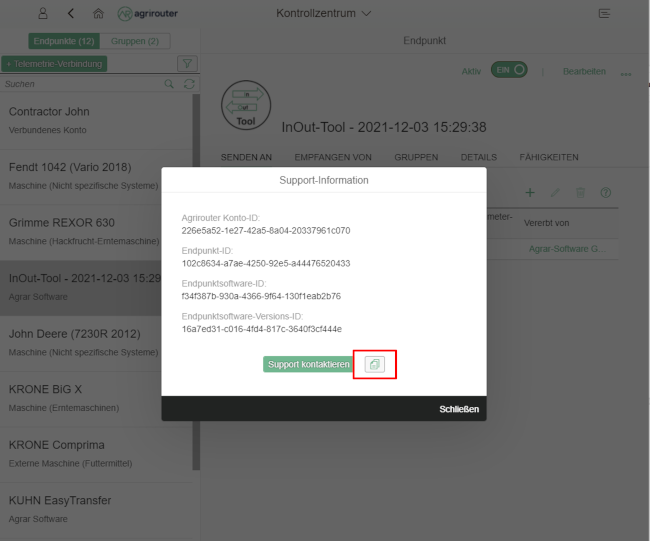 agrirouter
Kontrollzentrum
Endpunkte (12)
Gruppen (2)
Endpunkt
+ Telemetrie-Verbindung
Suchen
Aktiv
EIN
Bearbeiten
Contractor John
Verbundenes Konto
In
Out
Tool
InOut-Tool - 2021-12-03 15:29:38
SENDEN AN
EMPFANGEN VON
GRUPPEN
DETAILS
FÄHIGKEITEN
Fendt 1042 (Vario 2018)
Maschine (Nicht spezifische Systeme)
Grimme REXOR 630
Maschine (Hackfrucht-Erntemaschine)
meter-
Vererbt von
Agrar-Software G...
InOut-Tool - 2021-12-03 15:29
Agrar Software
John Deere (7230R 2012)
Maschine (Nicht spezifische Systeme)
KRONE BiG X
Maschine (Erntemaschinen)
KRONE Comprima
Externe Maschine (Futtermittel)
KUHN EasyTransfer
Agrar Software
Support-Information
Agrirouter Konto-ID:
226e5a52-1e27-42a5-8a04-20337961c070
Endpunkt-ID:
102c8634-a7ae-4250-92e5-a44476520433
Endpunktsoftware-ID:
f34f387b-930a-4366-9f64-130f1eab2b76
Endpunktsoftware-Versions-ID:
16a7ed31-c016-4fd4-817c-3640f3cf444e
Support kontaktieren
Schließen